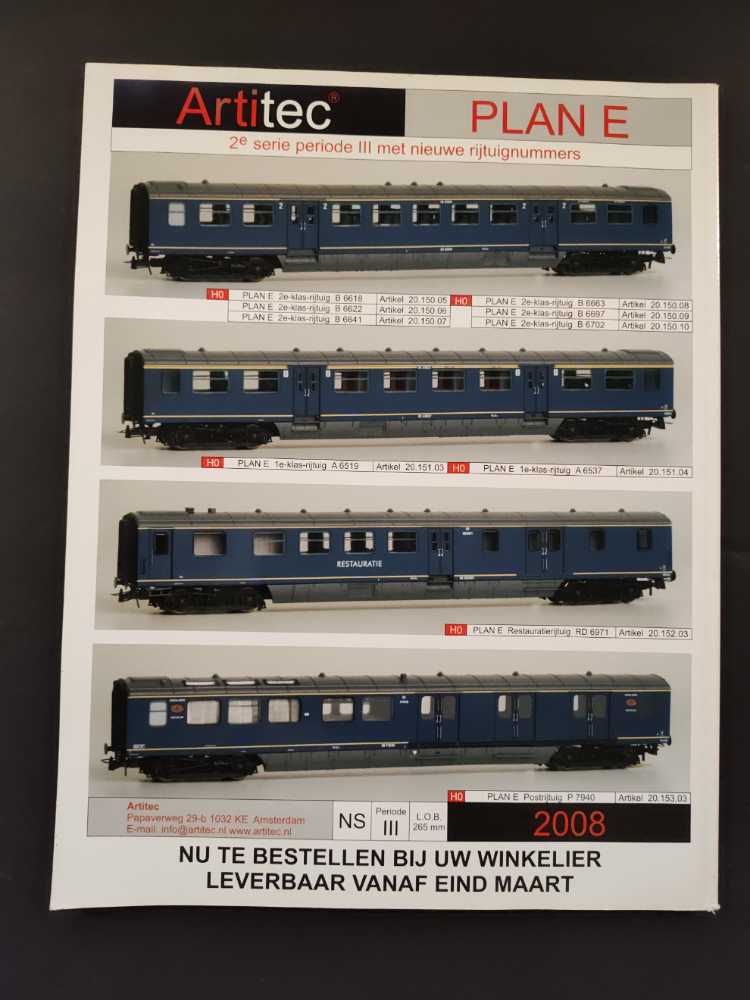 Artitec®
PLAN E
2e serie periode III met nieuwe rijtuignummers
H0 PLAN E 2e-klas-rijtuig B 6618 Artikel 20.150.05 H0 PLAN E 2e-klas-rijtuig B 6663 Artikel 20.150.08
PLAN E 2e-klas-rijtuig B 6622 Artikel 20.150.06 PLAN E 2e-klas-rijtuig B 6697 Artikel 20.150.09
PLAN E 2e-klas-rijtuig B 6641 Artikel 20.150.07 PLAN E 2e-klas-rijtuig B 6702 Artikel 20.150.10
H0 PLAN E 1e-klas-rijtuig A 6519 Artikel 20.151.03 H0 PLAN E 1e-klas-rijtuig A 6537 Artikel 20.151.04
RESTAURATIE
H0 PLAN E Restauratierijtuig RD 6971 Artikel 20.152.03
H0 PLAN E Postrijtuig P 7940 Artikel 20.153.03
Artitec
Papaverweg 29-b 1032 KE Amsterdam
E-mail: info@artitec.nl www.artitec.nl
NS
Periode
III
L.O.B.
265 mm
2008
NU TE BESTELLEN BIJ UW WINKELIER
LEVERBAAR VANAF EIND MAART